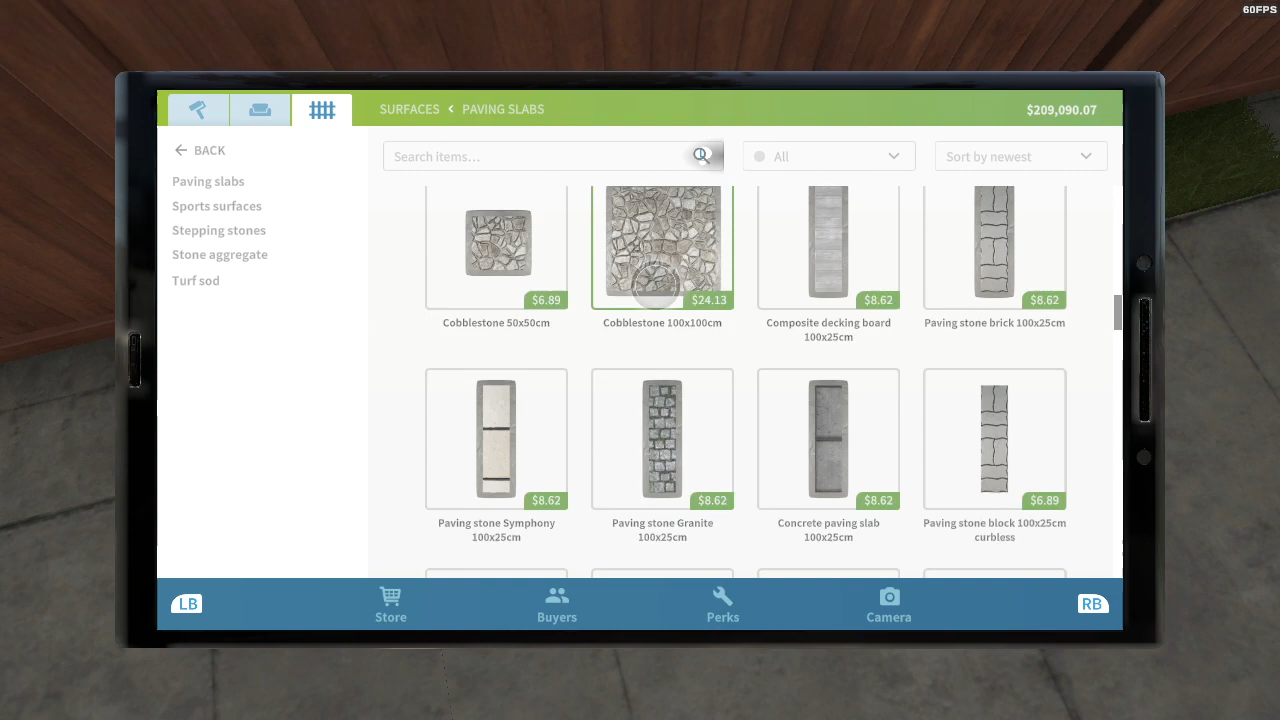 60FPS
SURFACES < PAVING SLABS
$209,090.07
BACK
Paving slabs
Sports surfaces
Stepping stones
Stone aggregate
Turf sod
Search items...
All
Sort by newest
$6.89
Cobblestone 50x50cm
$24.13
Cobblestone 100x100cm
$8.62
Composite decking board
100x25cm
$8.62
Paving stone brick 100x25cm
$8.62
Paving stone Symphony
100x25cm
$8.62
Paving stone Granite
100x25cm
$8.62
Concrete paving slab
100x25cm
$6.89
Paving stone block 100x25cm
curbless
LB
Store
Buyers
Perks
Camera
RB